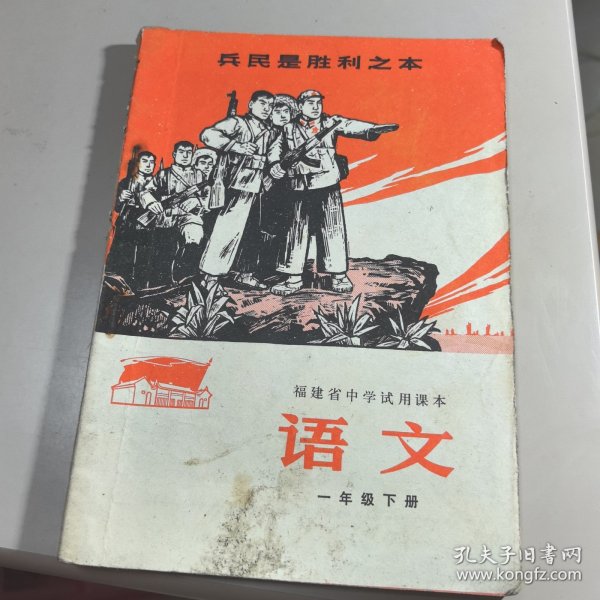 兵民是胜利之本
福建省中学试用课本
语文
一年级下册
孔夫子旧书网
www.kongfz.com